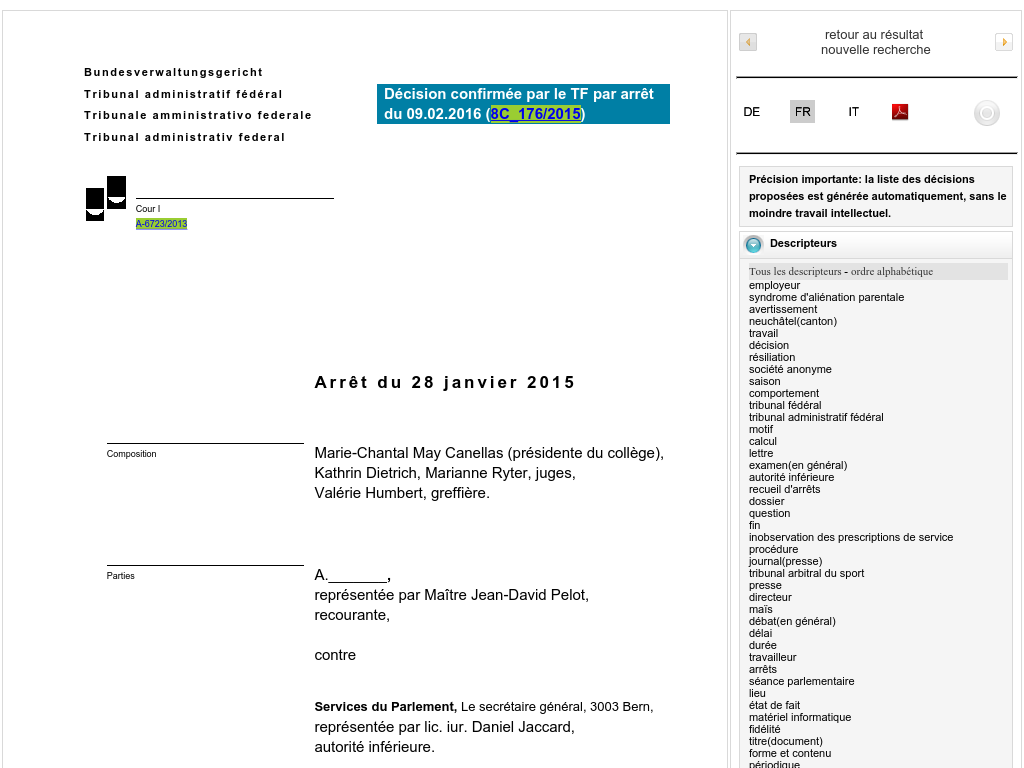 Bundesverwaltungsgericht
Tribunal administratif fédéral
Tribunale amministrativo federale
Tribunal administrativ federal
Décision confirmée par le TF par arrêt
du 09.02.2016 (8C_176/2015)
Cour I
A-6723/2013
Arrêt du 28 janvier 2015
Composition
Marie-Chantal May Canellas (présidente du collège),
Kathrin Dietrich, Marianne Ryter, juges,
Valérie Humbert, greffière.
Parties
A._______,
représentée par Maître Jean-David Pelot,
recourante,
contre
Services du Parlement, Le secrétaire général, 3003 Bern,
représentée par lic. iur. Daniel Jaccard,
autorité inférieure.
retour au résultat
nouvelle recherche
DE FR IT
Précision importante: la liste des décisions
proposées est générée automatiquement, sans le
moindre travail intellectuel.
Descripteurs
Tous les descripteurs - ordre alphabétique
employeur
syndrome d'aliénation parentale
avertissement
neuchâtel(canton)
travail
décision
résiliation
société anonyme
saison
comportement
tribunal fédéral
tribunal administratif fédéral
motif
calcul
lettre
examen(en général)
autorité inférieure
recueil d'arrêts
dossier
question
fin
inobservation des prescriptions de service
procédure
journal(presse)
tribunal arbitral du sport
presse
directeur
maïs
débat(en général)
délai
durée
travailleur
arrêts
séance parlementaire
lieu
état de fait
matériel informatique
fidélité
titre(document)
forme et contenu
périodique